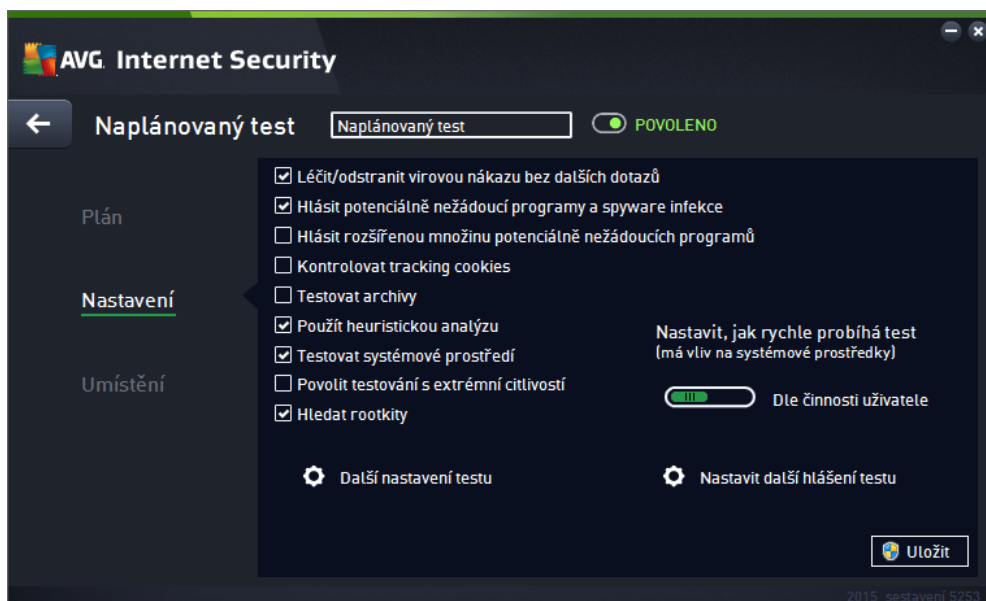 AVG. Internet Security
Naplánovaný test
Naplánovaný test
POVOLENO
Plán
Nastavení
Umístění
Léčit/odstranit virovou nákazu bez dalších dotazů
Hlásit potenciálně nežádoucí programy a spyware infekce
Hlásit rozšířenou množinu potenciálně nežádoucích programů
Kontrolovat tracking cookies
Testovat archivy
Použít heuristickou analýzu
Testovat systémové prostředí
Povolit testování s extrémní citlivostí
Hledat rootkity
Nastavit, jak rychle probíhá test
(má vliv na systémové prostředky)
Dle činnosti uživatele
Další nastavení testu
Nastavit další hlášení testu
Uložit
2015 sestavení 5253